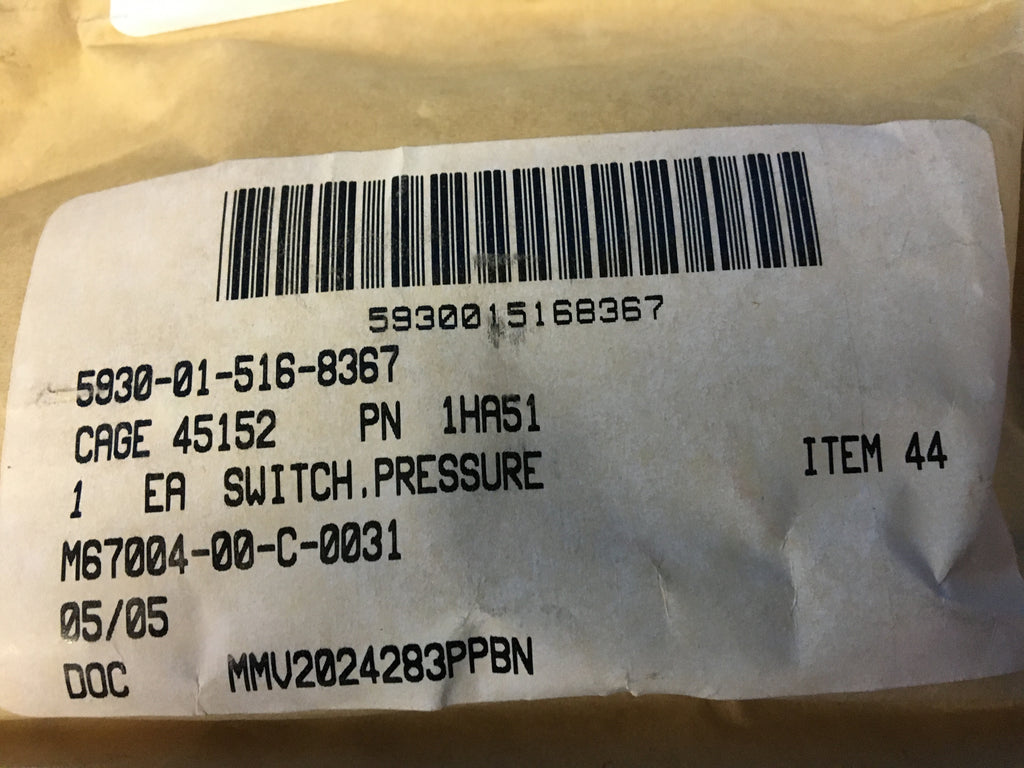 5930015168367
5930-01-516-8367
CAGE 45152 PN 1HA51
1 EA SWITCH,PRESSURE ITEM 44
M67004-00-C-0031
05/05
DOC MMV2024283PPBN